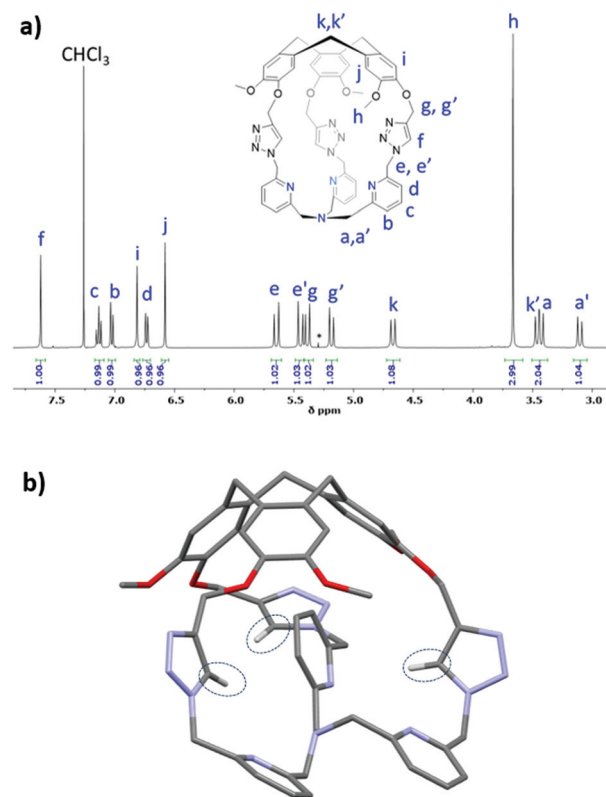 a)
k,k'
h
CHCl3
i
j
h
g, g'
f
e, e'
d
c
b
a,a'
O
O
O
O
O
O
N
N
N
N
N
N
N
N
N
N
N
N
N
f
c
b
i
d
j
e
e'
g
g'
*
k
k'
a
a'
1.00
0.99
0.99
0.96
0.96
0.96
1.02
1.03
1.02
1.03
1.08
2.99
2.04
1.04
7.5 7.0 6.5 6.0 5.5 5.0 4.5 4.0 3.5 3.0
δ ppm
b)